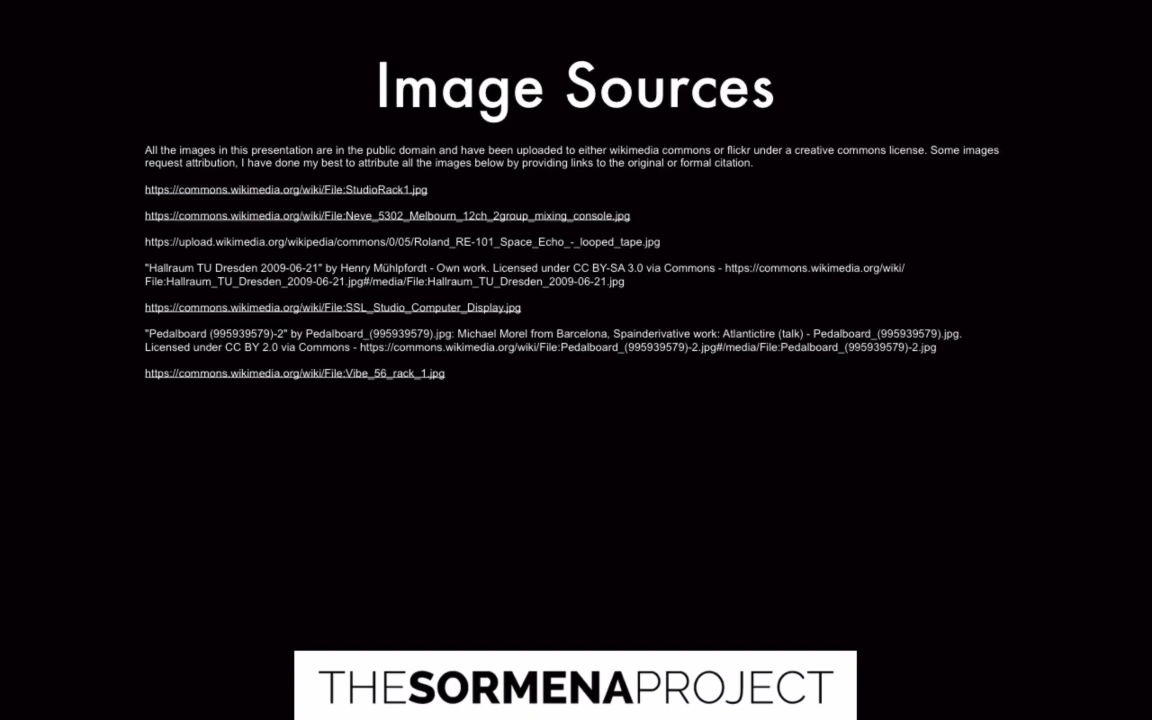 Image Sources
All the images in this presentation are in the public domain and have been uploaded to either wikimedia commons or flickr under a creative commons license. Some images
request attribution, I have done my best to attribute all the images below by providing links to the original or formal citation.
https://commons.wikimedia.org/wiki/File:StudioRack1.jpg
https://commons.wikimedia.org/wiki/File:Neve_5302_Melbourn_12ch_2group_mixing_console.jpg
https://upload.wikimedia.org/wikipedia/commons/0/05/Roland_RE-101_Space_Echo_-_looped_tape.jpg
"Hallraum TU Dresden 2009-06-21" by Henry Mühlpfordt - Own work. Licensed under CC BY-SA 3.0 via Commons - https://commons.wikimedia.org/wiki/
File:Hallraum_TU_Dresden_2009-06-21.jpg#/media/File:Hallraum_TU_Dresden_2009-06-21.jpg
https://commons.wikimedia.org/wiki/File:SSL_Studio_Computer_Display.jpg
"Pedalboard (995939579)-2" by Pedalboard_(995939579).jpg: Michael Morel from Barcelona, Spainderivative work: Atlantictire (talk) - Pedalboard_(995939579).jpg.
Licensed under CC BY 2.0 via Commons - https://commons.wikimedia.org/wiki/File:Pedalboard_(995939579)-2.jpg#/media/File:Pedalboard_(995939579)-2.jpg
https://commons.wikimedia.org/wiki/File:Vibe_56_rack_1.jpg
THESORMENAPROJECT